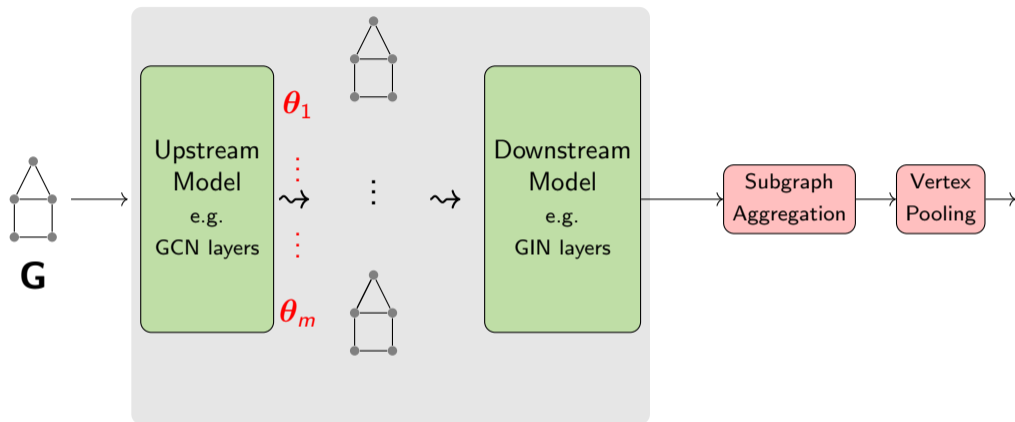 G
Upstream
Model
e.g.
GCN layers
θ1
⋮
⋮
θm
⋮
Downstream
Model
e.g.
GIN layers
Subgraph
Aggregation
Vertex
Pooling